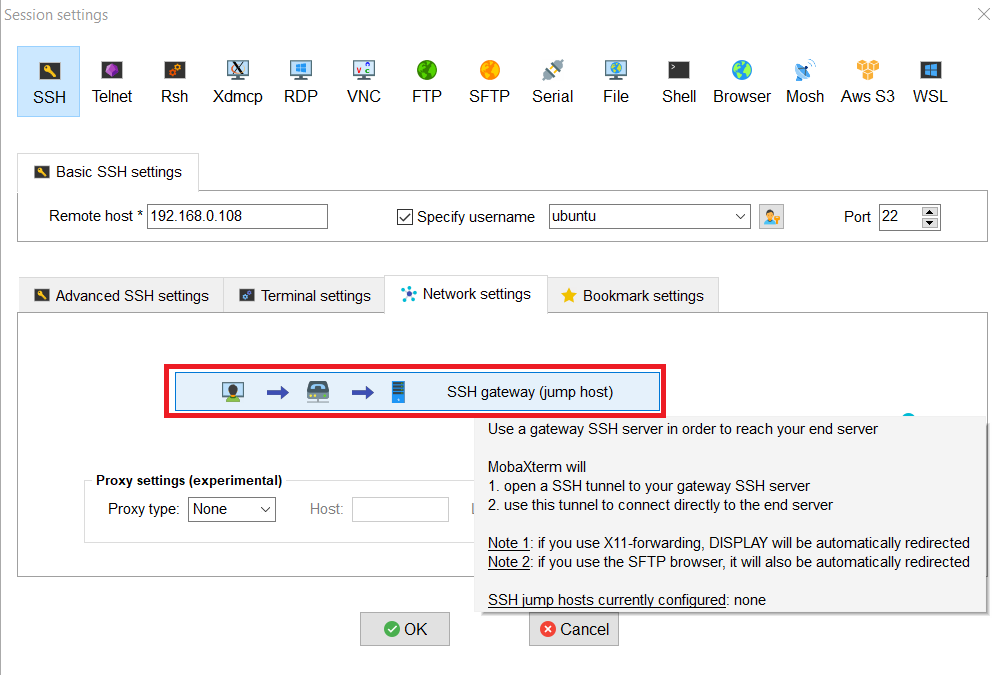 Session settings
SSH Telnet Rsh Xdmcp RDP VNC FTP SFTP Serial File Shell Browser Mosh Aws S3 WSL
Basic SSH settings
Remote host * 192.168.0.108 Specify username ubuntu Port 22
Advanced SSH settings Terminal settings Network settings Bookmark settings
SSH gateway (jump host)
Use a gateway SSH server in order to reach your end server
MobaXterm will
1. open a SSH tunnel to your gateway SSH server
2. use this tunnel to connect directly to the end server
Note 1: if you use X11-forwarding, DISPLAY will be automatically redirected
Note 2: if you use the SFTP browser, it will also be automatically redirected
SSH jump hosts currently configured: none
Proxy settings (experimental)
Proxy type: None Host:
OK Cancel